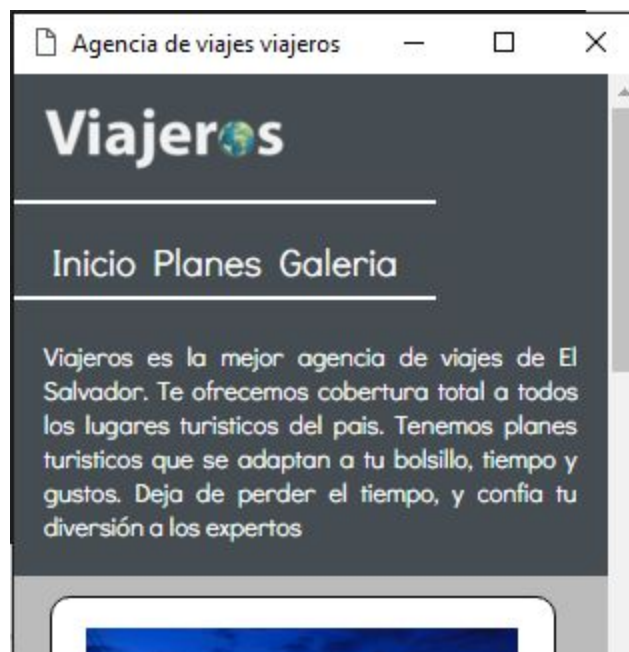 Agencia de viajes viajeros
Viajeros
Inicio Planes Galeria
Viajeros es la mejor agencia de viajes de El
Salvador. Te ofrecemos cobertura total a todos
los lugares turisticos del pais. Tenemos planes
turisticos que se adaptan a tu bolsillo, tiempo y
gustos. Deja de perder el tiempo, y confia tu
diversión a los expertos